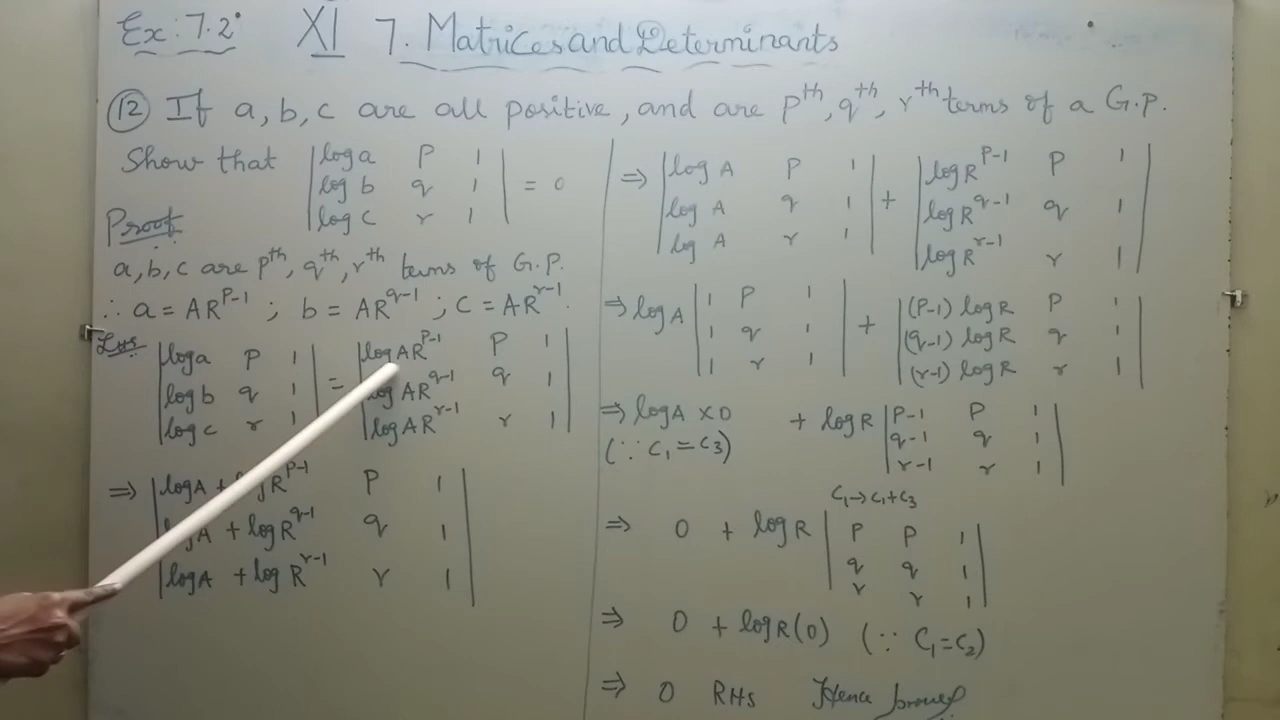 Ex: 7.2 XI 7. Matrices and Determinants
(12) If a, b, c are all positive, and are pᵗʰ, qᵗʰ, rᵗʰ terms of a G.P.
Show that | log a P 1 |
| log b q 1 | = 0
| log c r 1 |
Proof
a, b, c are pᵗʰ, qᵗʰ, rᵗʰ terms of G.P.
∴ a = AR^(P-1) ; b = AR^(q-1) ; c = AR^(r-1).
LHS
| log a P 1 | | log AR^(P-1) P 1 |
| log b q 1 | = | log AR^(q-1) q 1 |
| log c r 1 | | log AR^(r-1) r 1 |
⇒ | log A + log R^(P-1) P 1 |
| log A + log R^(q-1) q 1 |
| log A + log R^(r-1) r 1 |
⇒ | log A P 1 | + | log R^(P-1) P 1 |
| log A q 1 | | log R^(q-1) q 1 |
| log A r 1 | | log R^(r-1) r 1 |
⇒ log A | 1 P 1 | + | (P-1) log R P 1 |
| 1 q 1 | | (q-1) log R q 1 |
| 1 r 1 | | (r-1) log R r 1 |
⇒ log A × 0 + log R | P-1 P 1 |
(∵ C₁ = C₃) | q-1 q 1 |
| r-1 r 1 |
C₁ → C₁ + C₃
⇒ 0 + log R | P P 1 |
| q q 1 |
| r r 1 |
⇒ 0 + log R (0) (∵ C₁ = C₂)
⇒ 0 RHS Hence proved